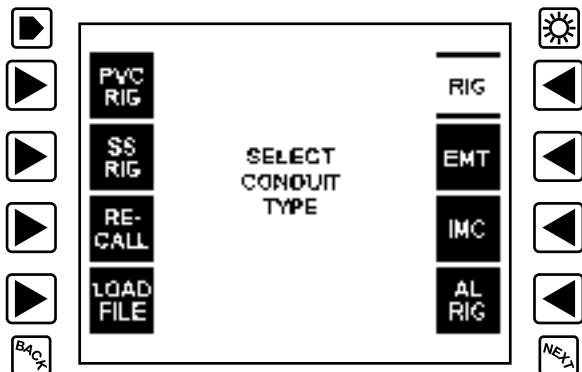 PVC
RIG
SS
RIG
RE-
CALL
LOAD
FILE
SELECT
CONDUIT
TYPE
RIG
EMT
IMC
AL
RIG
BACK
NEXT